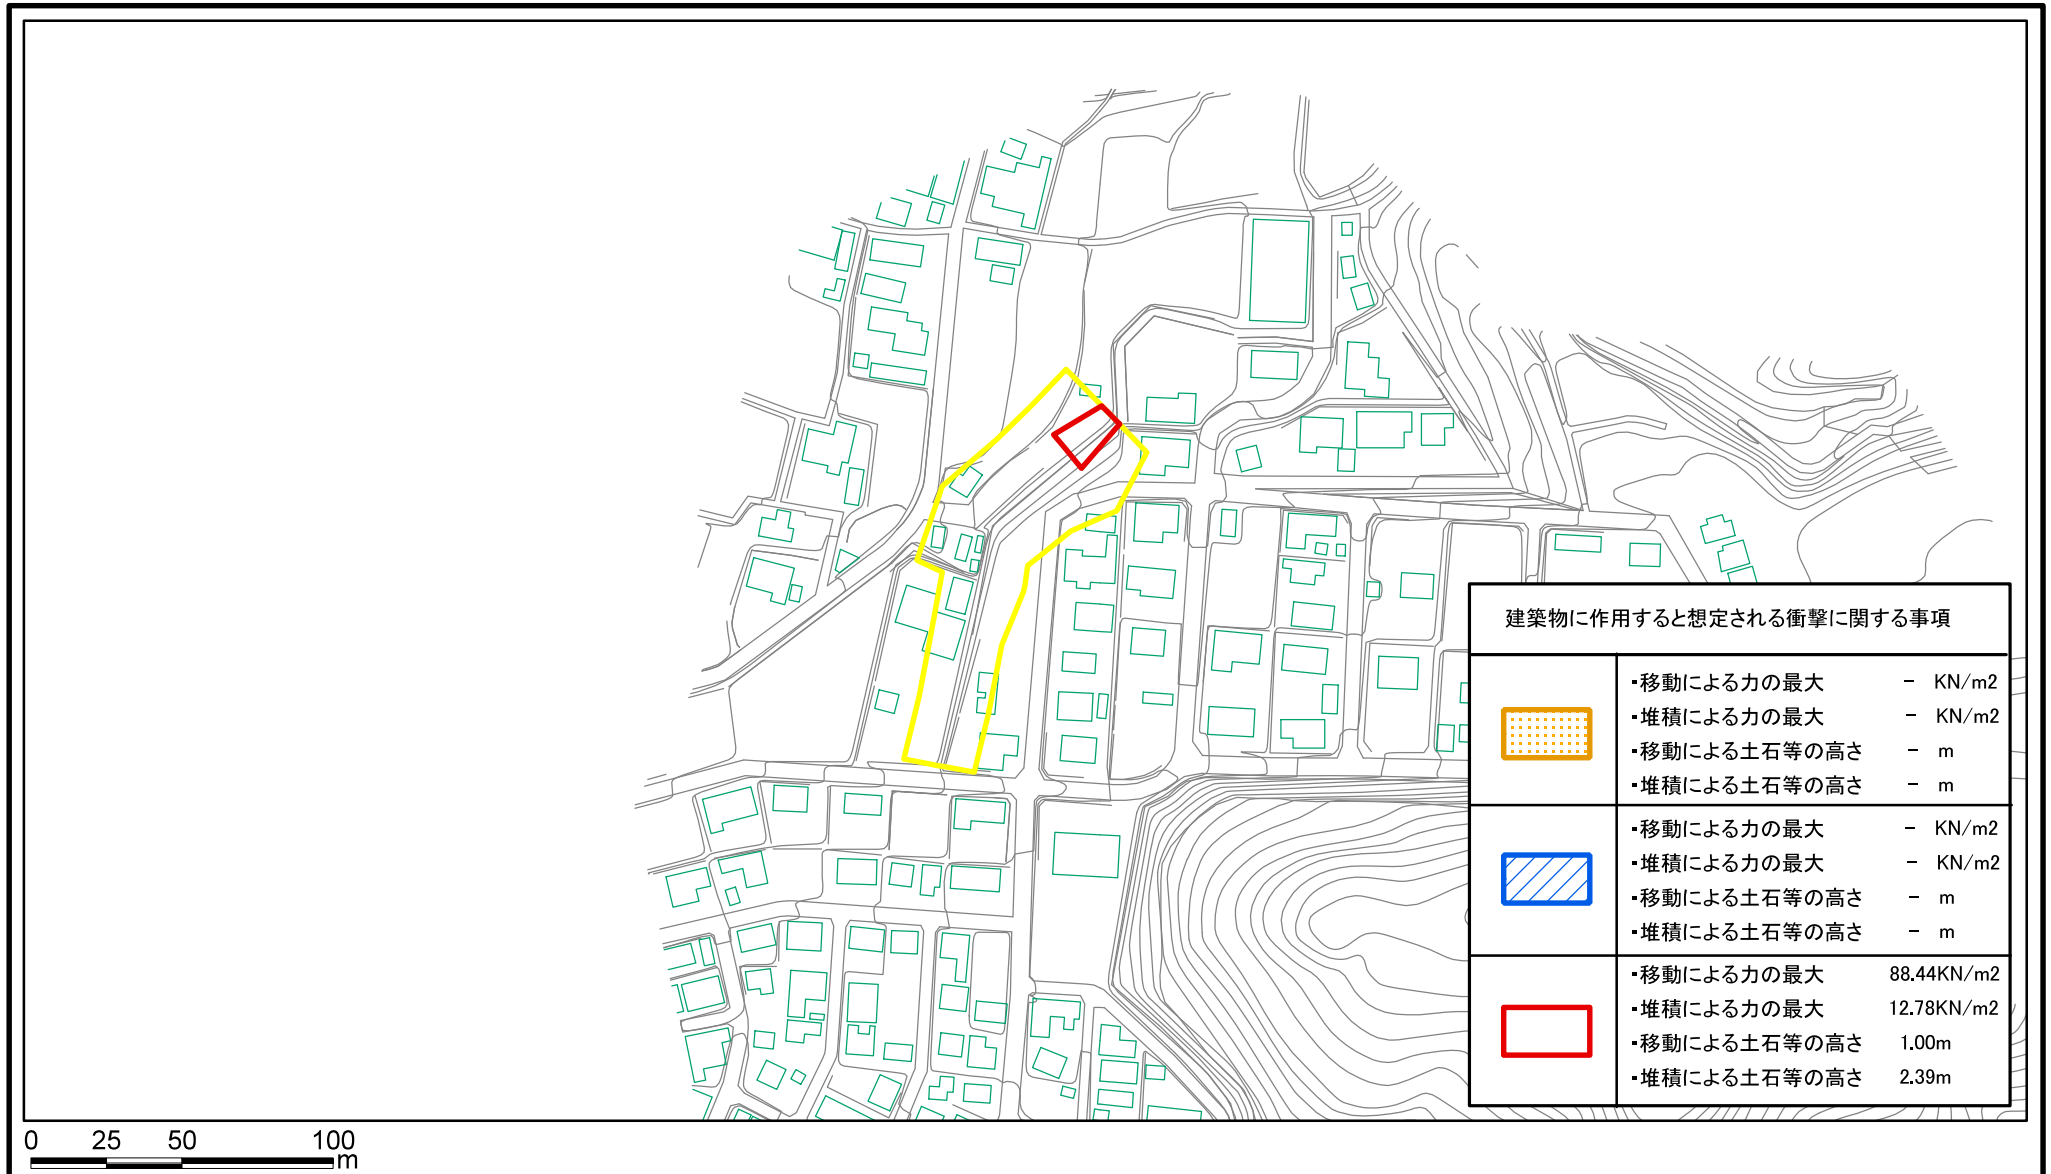 建築物に作用すると想定される衝撃に関する事項
・移動による力の最大 - KN/m2
・堆積による力の最大 - KN/m2
・移動による土石等の高さ - m
・堆積による土石等の高さ - m
・移動による力の最大 - KN/m2
・堆積による力の最大 - KN/m2
・移動による土石等の高さ - m
・堆積による土石等の高さ - m
・移動による力の最大 88.44KN/m2
・堆積による力の最大 12.78KN/m2
・移動による土石等の高さ 1.00m
・堆積による土石等の高さ 2.39m
0 25 50 100
m